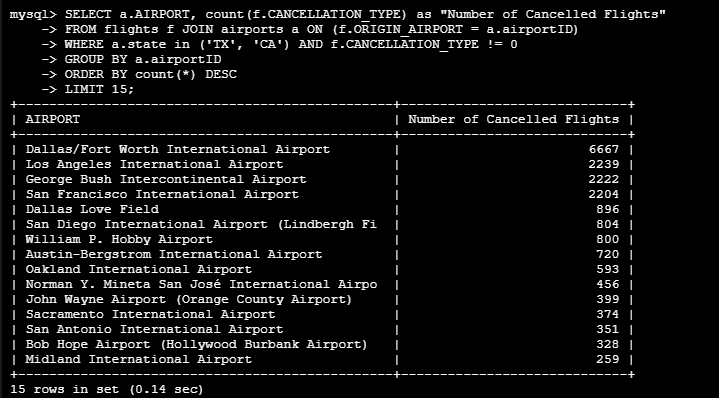 mysql> SELECT a.AIRPORT, count(f.CANCELLATION_TYPE) as "Number of Cancelled Flights"
    -> FROM flights f JOIN airports a ON (f.ORIGIN_AIRPORT = a.airportID)
    -> WHERE a.state in ('TX', 'CA') AND f.CANCELLATION_TYPE != 0
    -> GROUP BY a.airportID
    -> ORDER BY count(*) DESC
    -> LIMIT 15;
+--------------------------------------------------+-------------------------------+
| AIRPORT | Number of Cancelled Flights |
+--------------------------------------------------+-------------------------------+
| Dallas/Fort Worth International Airport | 6667 |
| Los Angeles International Airport | 2239 |
| George Bush Intercontinental Airport | 2222 |
| San Francisco International Airport | 2204 |
| Dallas Love Field | 896 |
| San Diego International Airport (Lindbergh Fi | 804 |
| William P. Hobby Airport | 800 |
| Austin-Bergstrom International Airport | 720 |
| Oakland International Airport | 593 |
| Norman Y. Mineta San José International Airpo | 456 |
| John Wayne Airport (Orange County Airport) | 399 |
| Sacramento International Airport | 374 |
| San Antonio International Airport | 351 |
| Bob Hope Airport (Hollywood Burbank Airport) | 328 |
| Midland International Airport | 259 |
+--------------------------------------------------+-------------------------------+
15 rows in set (0.14 sec)